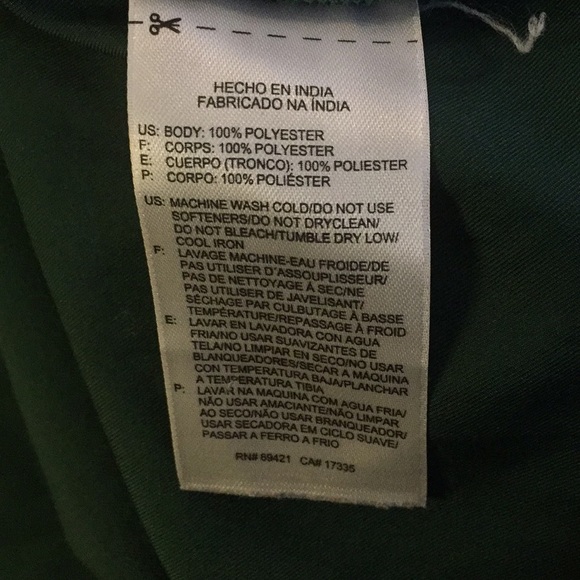 HECHO EN INDIA
FABRICADO NA ÍNDIA
US: BODY: 100% POLYESTER
F: CORPS: 100% POLYESTER
E: CUERPO (TRONCO): 100% POLIESTER
P: CORPO: 100% POLIÉSTER
US: MACHINE WASH COLD/DO NOT USE
SOFTENERS/DO NOT DRYCLEAN/
DO NOT BLEACH/TUMBLE DRY LOW/
COOL IRON
F: LAVAGE MACHINE-EAU FROIDE/DE
PAS UTILISER D'ASSOUPLISSEUR/
PAS DE NETTOYAGE À SEC/NE
PAS UTILISER DE JAVELISANT/
SÉCHAGE PAR CULBUTAGE À BASSE
TEMPÉRATURE/REPASSAGE À FROID
E: LAVAR EN LAVADORA CON AGUA
FRIA/NO USAR SUAVIZANTES DE
TELA/NO LIMPIAR EN SECO/NO USAR
BLANQUEADORES/SECAR A MÁQUINA
CON TEMPERATURA BAJA/PLANCHAR
A TEMPERATURA TIBIA
P: LAVAR NA MAQUINA COM AGUA FRIA/
NÃO USAR AMACIANTE/NÃO LIMPAR
AO SECO/NÃO USAR BRANQUEADOR/
USAR SECADORA EM CICLO SUAVE/
PASSAR A FERRO A FRIO
RN# 89421 CA# 17335